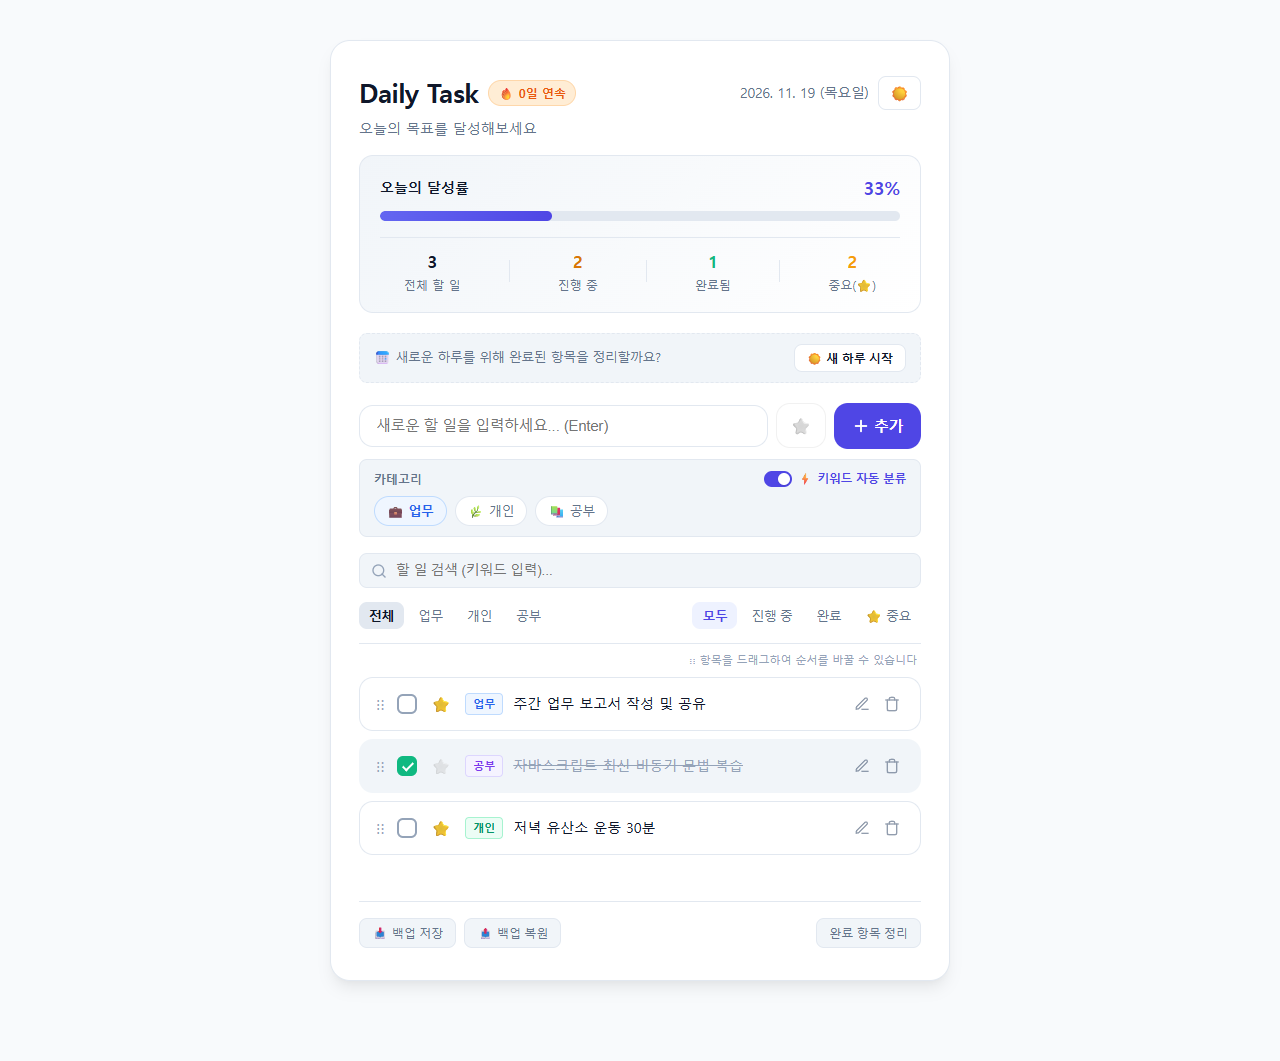 Daily Task
🔥 0일 연속
2026. 11. 19 (목요일)
오늘의 목표를 달성해보세요
오늘의 달성률
33%
3
2
1
2
전체 할 일
진행 중
완료됨
중요(⭐)
새로운 하루를 위해 완료된 항목을 정리할까요?
새 하루 시작
새로운 할 일을 입력하세요... (Enter)
+ 추가
카테고리
⚡ 키워드 자동 분류
업무
개인
공부
할 일 검색 (키워드 입력)...
전체
업무
개인
공부
모두
진행 중
완료
⭐ 중요
⠿ 항목을 드래그하여 순서를 바꿀 수 있습니다
업무 주간 업무 보고서 작성 및 공유
공부 자바스크립트 최신 비동기 문법 복습
개인 저녁 유산소 운동 30분
백업 저장
백업 복원
완료 항목 정리